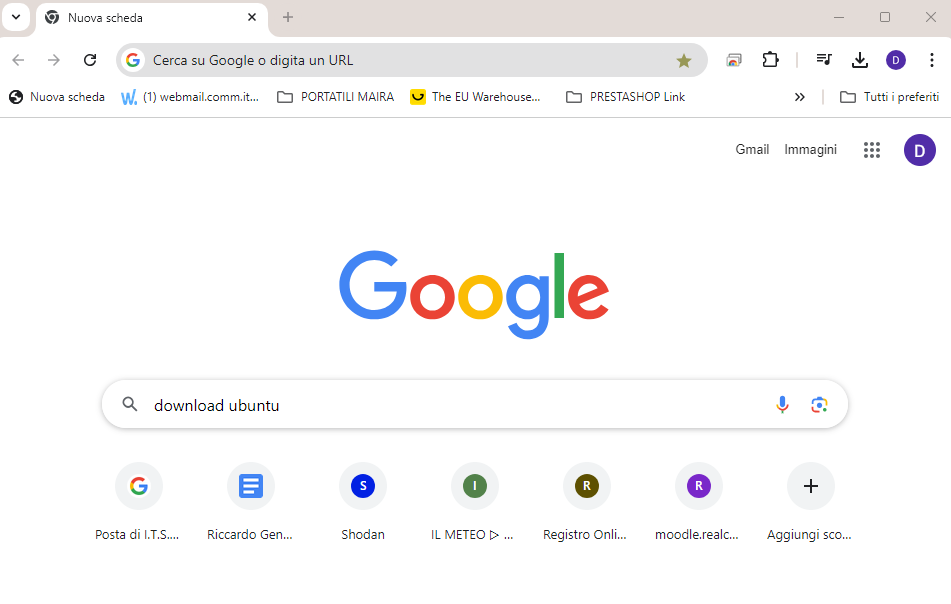 Nuova scheda
Cerca su Google o digita un URL
D
Nuova scheda
W. (1) webmail.comm.it...
PORTATILI MAIRA
The EU Warehouse...
PRESTASHOP Link
Tutti i preferiti
Gmail
Immagini
D
Google
download ubuntu
S
I
R
R
Posta di I.T.S....
Riccardo Gen...
Shodan
IL METEO ▷ ...
Registro Onli...
moodle.realc...
Aggiungi sco...